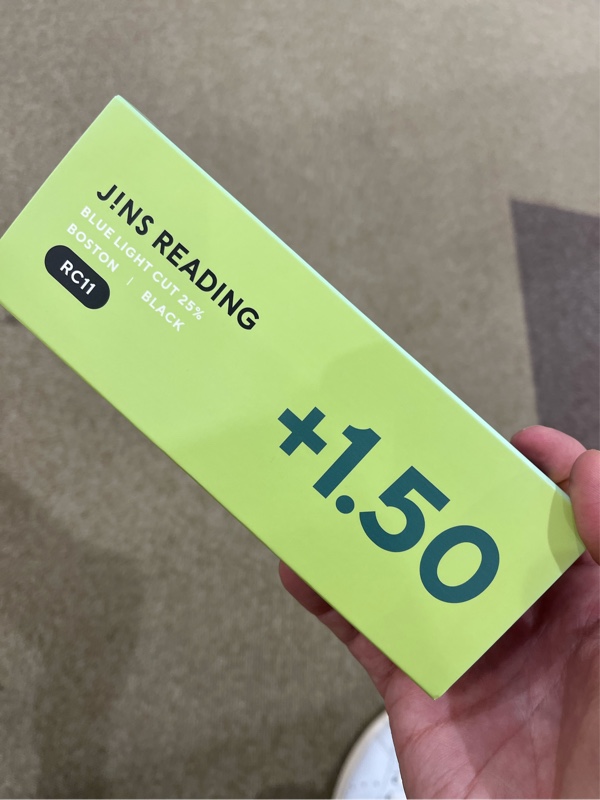 J!NS READING
BLUE LIGHT CUT 25%
BOSTON | BLACK
RC11
+1.50